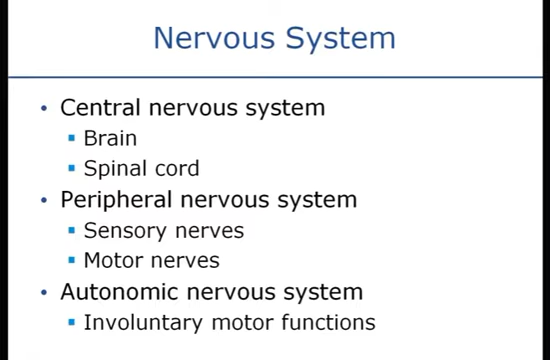 Nervous System
• Central nervous system
▪ Brain
▪ Spinal cord
• Peripheral nervous system
▪ Sensory nerves
▪ Motor nerves
• Autonomic nervous system
▪ Involuntary motor functions